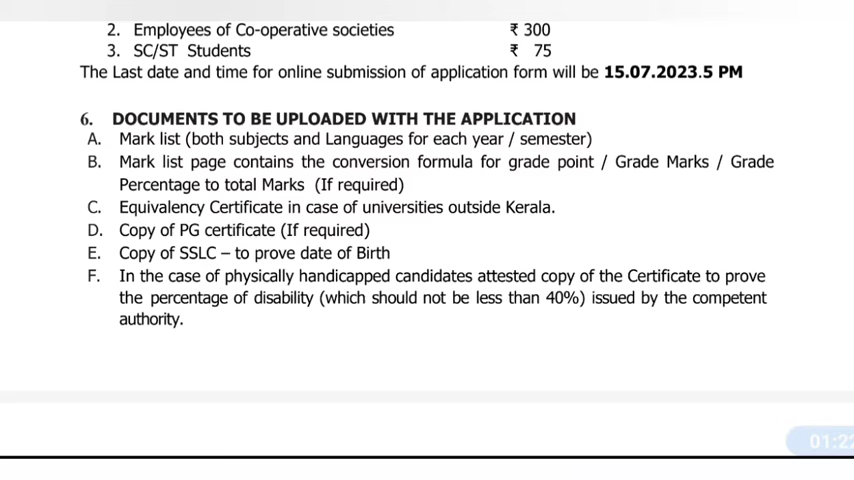 2. Employees of Co-operative societies ₹ 300
3. SC/ST Students ₹ 75
The Last date and time for online submission of application form will be 15.07.2023.5 PM
6. DOCUMENTS TO BE UPLOADED WITH THE APPLICATION
A. Mark list (both subjects and Languages for each year / semester)
B. Mark list page contains the conversion formula for grade point / Grade Marks / Grade
Percentage to total Marks (If required)
C. Equivalency Certificate in case of universities outside Kerala.
D. Copy of PG certificate (If required)
E. Copy of SSLC – to prove date of Birth
F. In the case of physically handicapped candidates attested copy of the Certificate to prove
the percentage of disability (which should not be less than 40%) issued by the competent
authority.